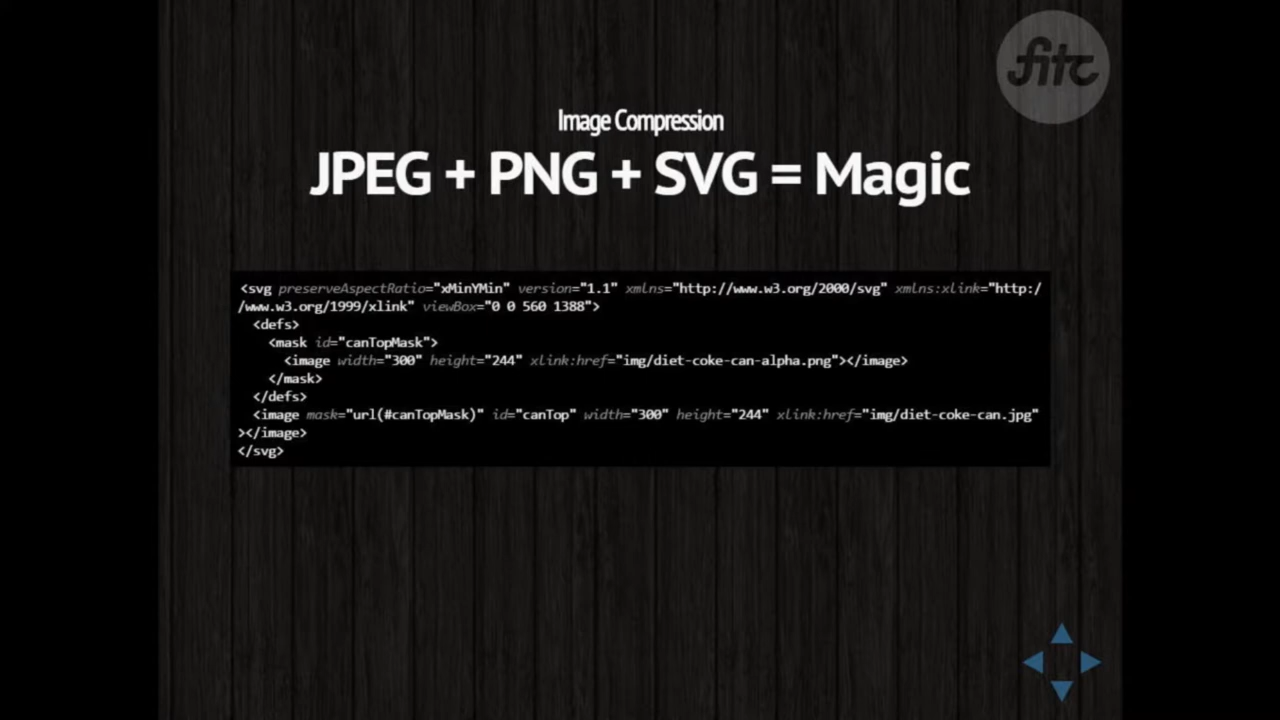 fitc
Image Compression
JPEG + PNG + SVG = Magic
<svg preserveAspectRatio="xMinYMin" version="1.1" xmlns="http://www.w3.org/2000/svg" xmlns:xlink="http:/
/www.w3.org/1999/xlink" viewBox="0 0 560 1388">
  <defs>
    <mask id="canTopMask">
      <image width="300" height="244" xlink:href="img/diet-coke-can-alpha.png"></image>
    </mask>
  </defs>
  <image mask="url(#canTopMask)" id="canTop" width="300" height="244" xlink:href="img/diet-coke-can.jpg"
></image>
</svg>